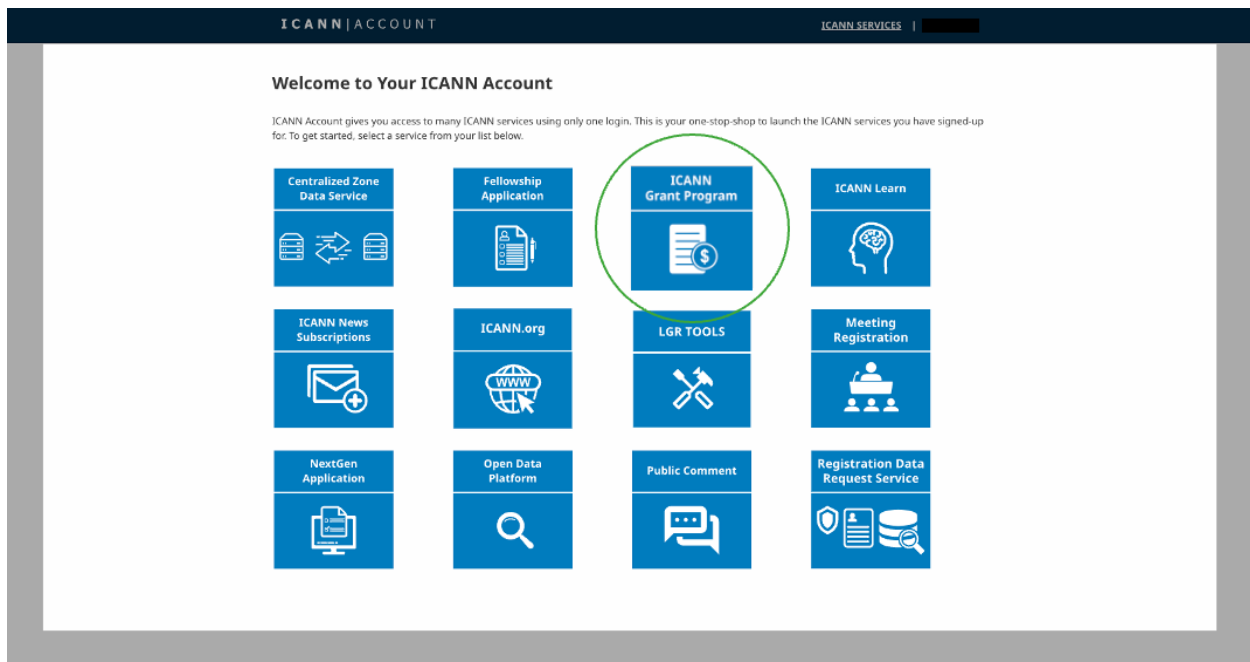 ICANN|ACCOUNT
ICANN SERVICES |
Welcome to Your ICANN Account
ICANN Account gives you access to many ICANN services using only one login. This is your one-stop-shop to launch the ICANN services you have signed-up
for. To get started, select a service from your list below.
Centralized Zone
Data Service
Fellowship
Application
ICANN
Grant Program
$
ICANN Learn
ICANN News
Subscriptions
ICANN.org
WWW
LGR TOOLS
Meeting
Registration
NextGen
Application
Open Data
Platform
Public Comment
Registration Data
Request Service